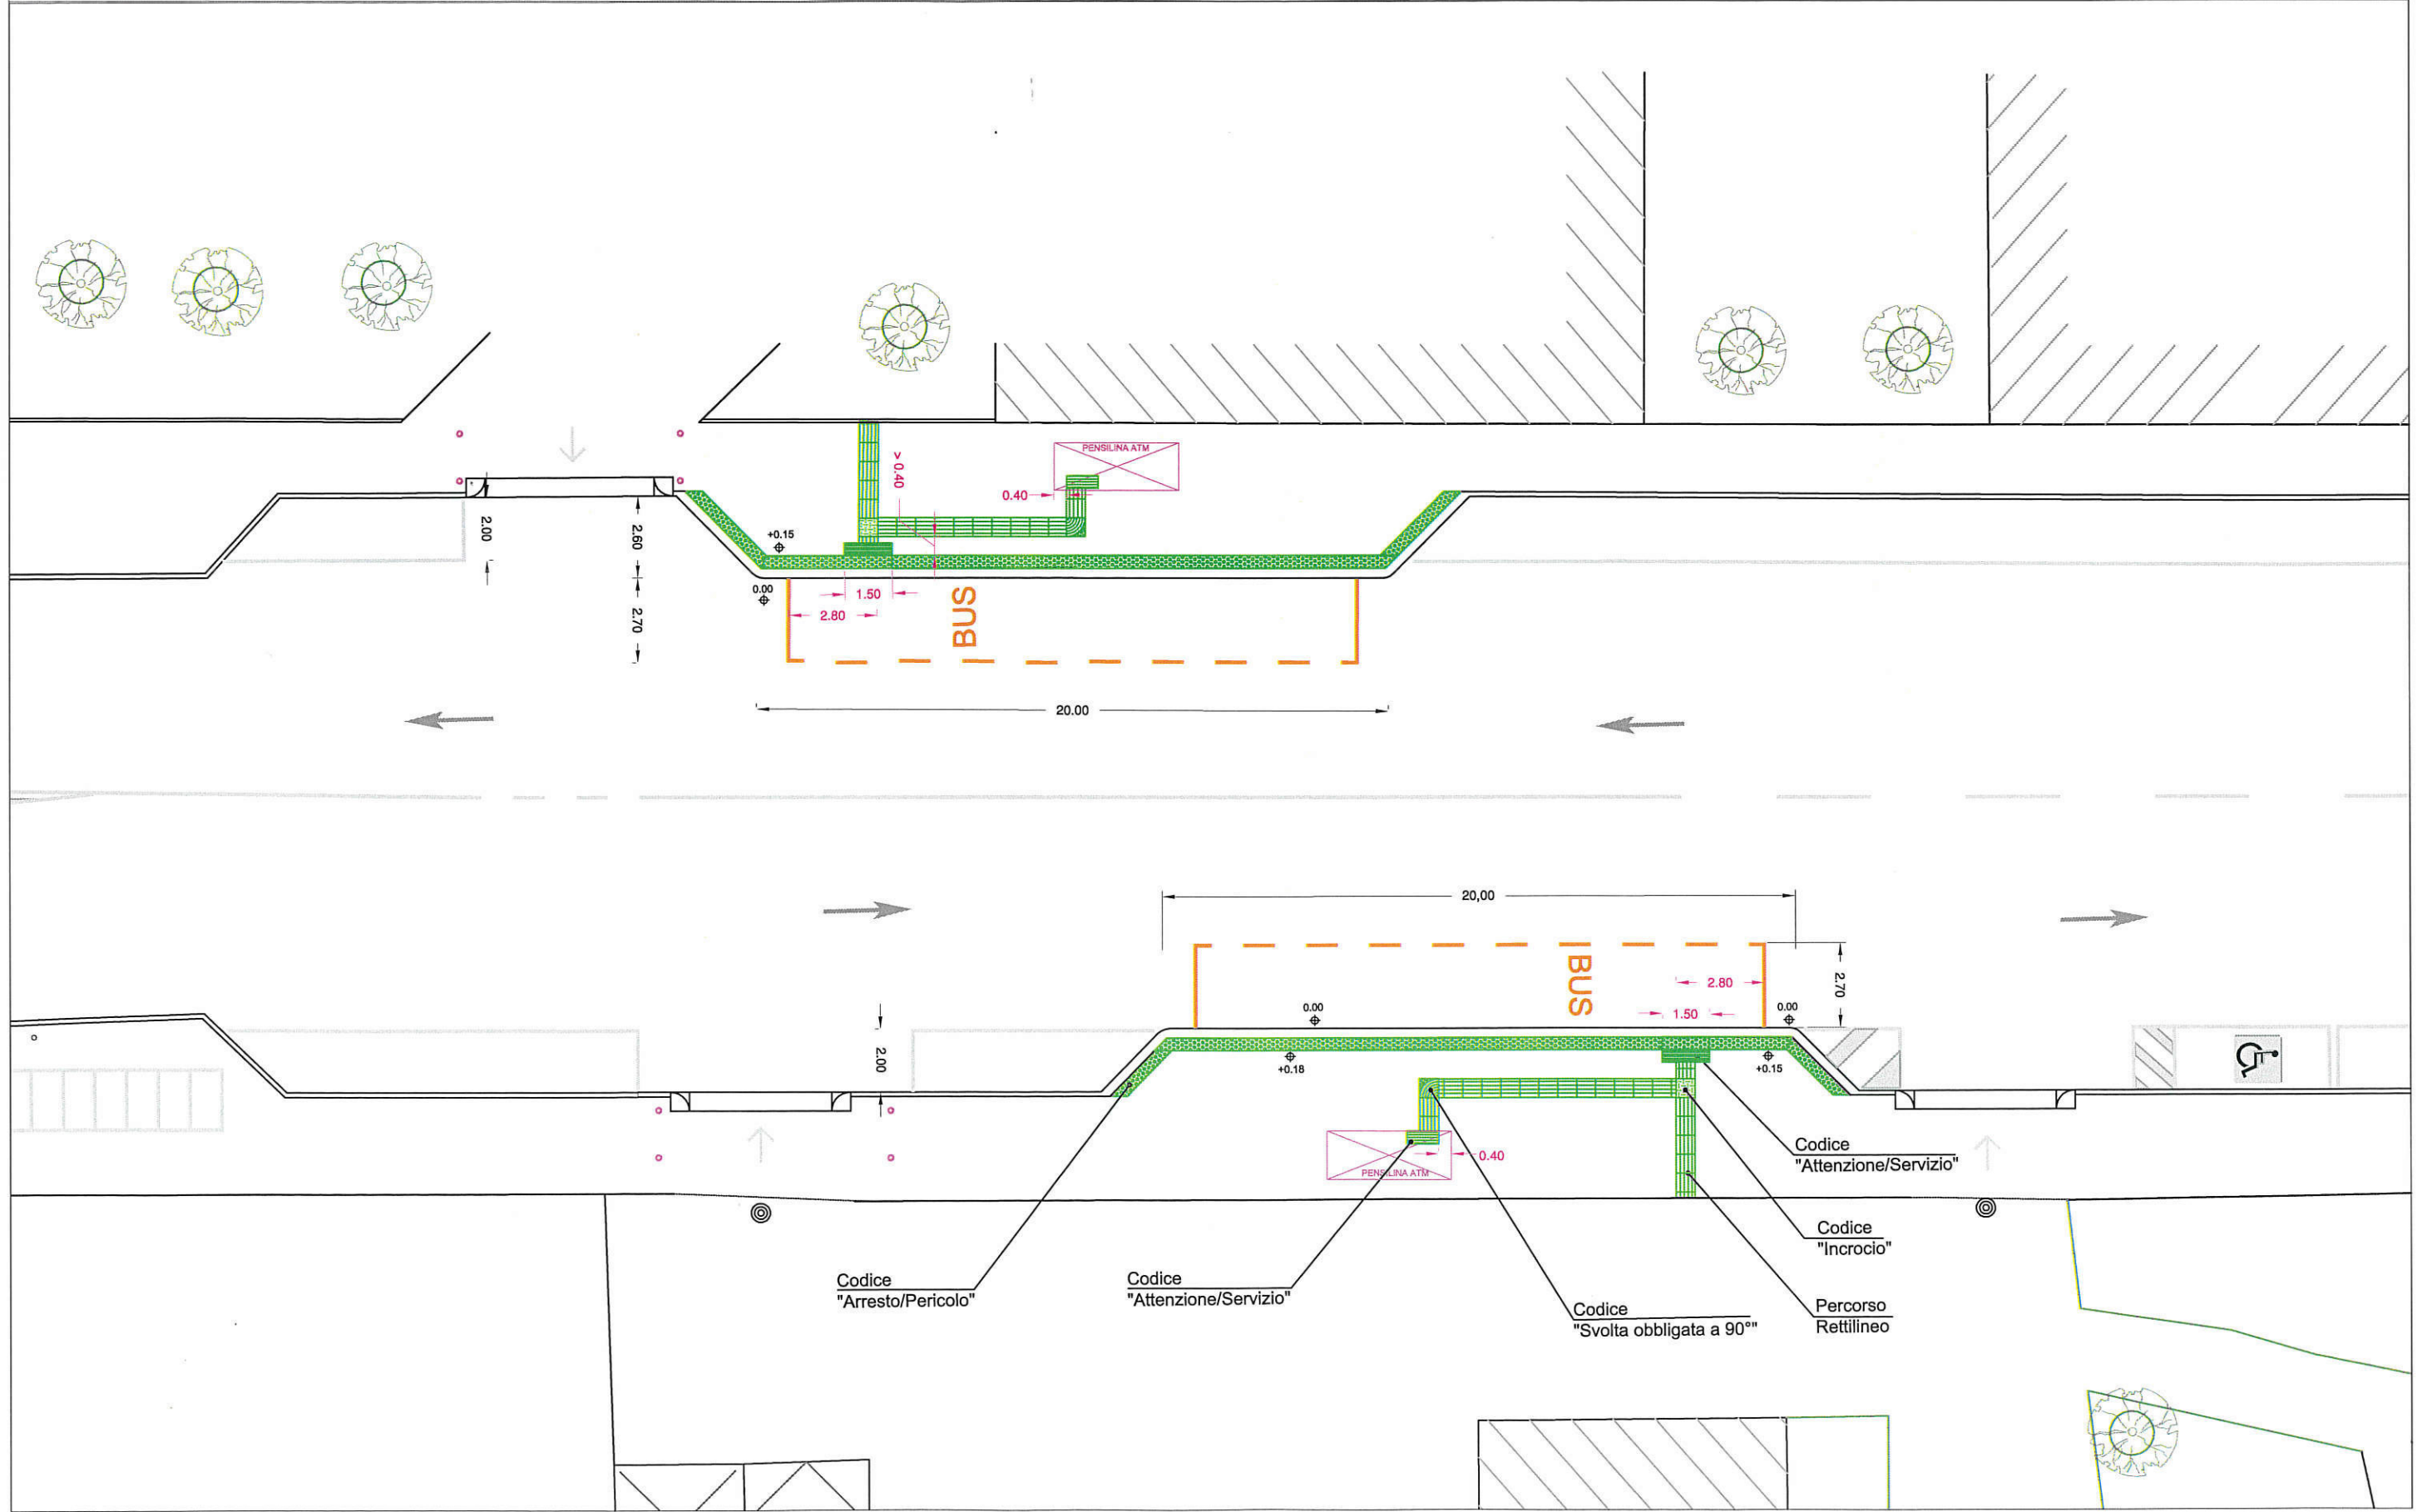 PENSILINA ATM
> 0.40
0.40
2.00
2.60
+0.15
0.00
1.50
2.80
BUS
2.70
20.00
20,00
BUS
2.80
2.70
0.00
1.50
0.00
2.00
+0.18
+0.15
0.40
PENSILINA ATM
Codice
"Attenzione/Servizio"
Codice
"Incrocio"
Codice
"Arresto/Pericolo"
Codice
"Attenzione/Servizio"
Codice
"Svolta obbligata a 90°"
Percorso
Rettilineo